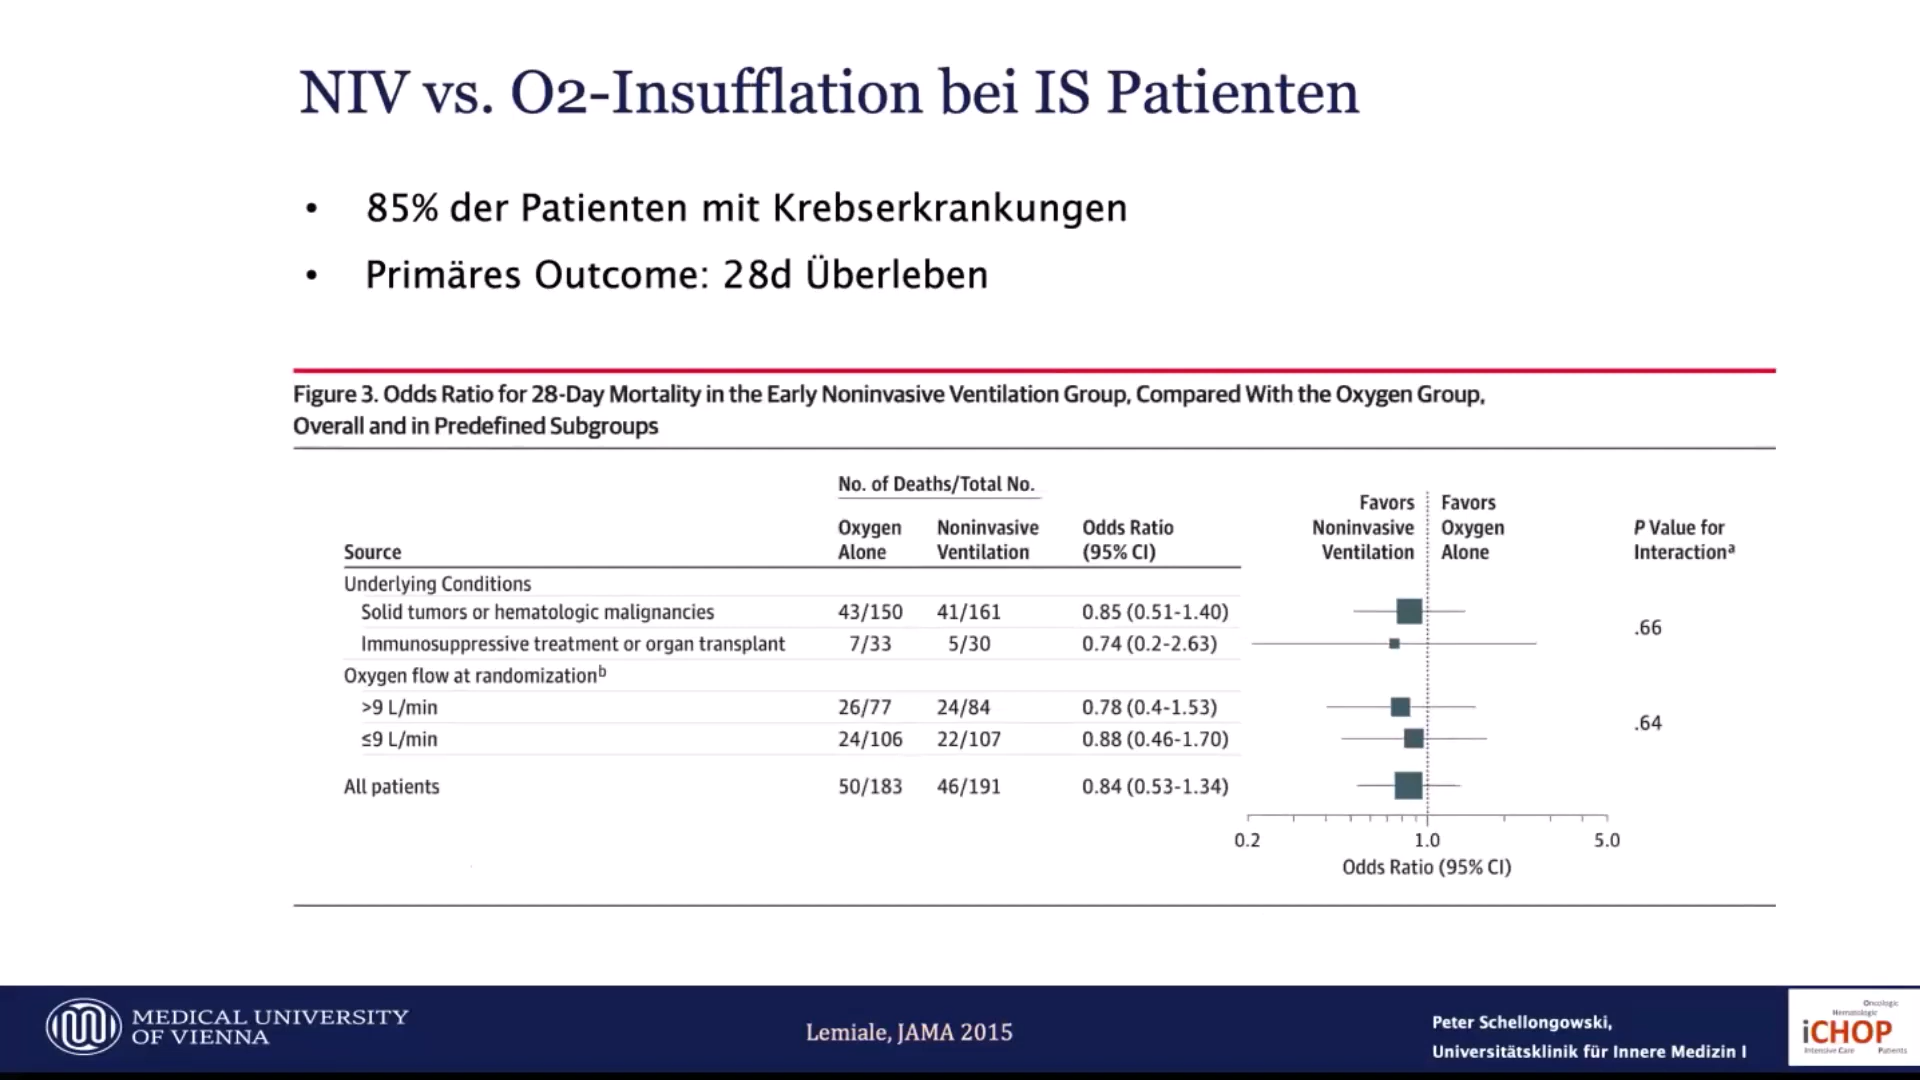 NIV vs. O2-Insufflation bei IS Patienten
• 85% der Patienten mit Krebserkrankungen
• Primäres Outcome: 28d Überleben
Figure 3. Odds Ratio for 28-Day Mortality in the Early Noninvasive Ventilation Group, Compared With the Oxygen Group,
Overall and in Predefined Subgroups
No. of Deaths/Total No.
Source
Oxygen
Alone
Noninvasive
Ventilation
Odds Ratio
(95% CI)
Favors
Noninvasive
Ventilation
Favors
Oxygen
Alone
P Value for
Interactionᵃ
Underlying Conditions
Solid tumors or hematologic malignancies 43/150 41/161 0.85 (0.51-1.40)
.66
Immunosuppressive treatment or organ transplant 7/33 5/30 0.74 (0.2-2.63)
Oxygen flow at randomizationᵇ
>9 L/min 26/77 24/84 0.78 (0.4-1.53)
.64
≤9 L/min 24/106 22/107 0.88 (0.46-1.70)
All patients 50/183 46/191 0.84 (0.53-1.34)
0.2 1.0 5.0
Odds Ratio (95% CI)
MEDICAL UNIVERSITY
OF VIENNA
Lemiale, JAMA 2015
Peter Schellongowski,
Universitätsklinik für Innere Medizin I
Oncologic
Hematologic
iCHOP
Intensive Care Patients